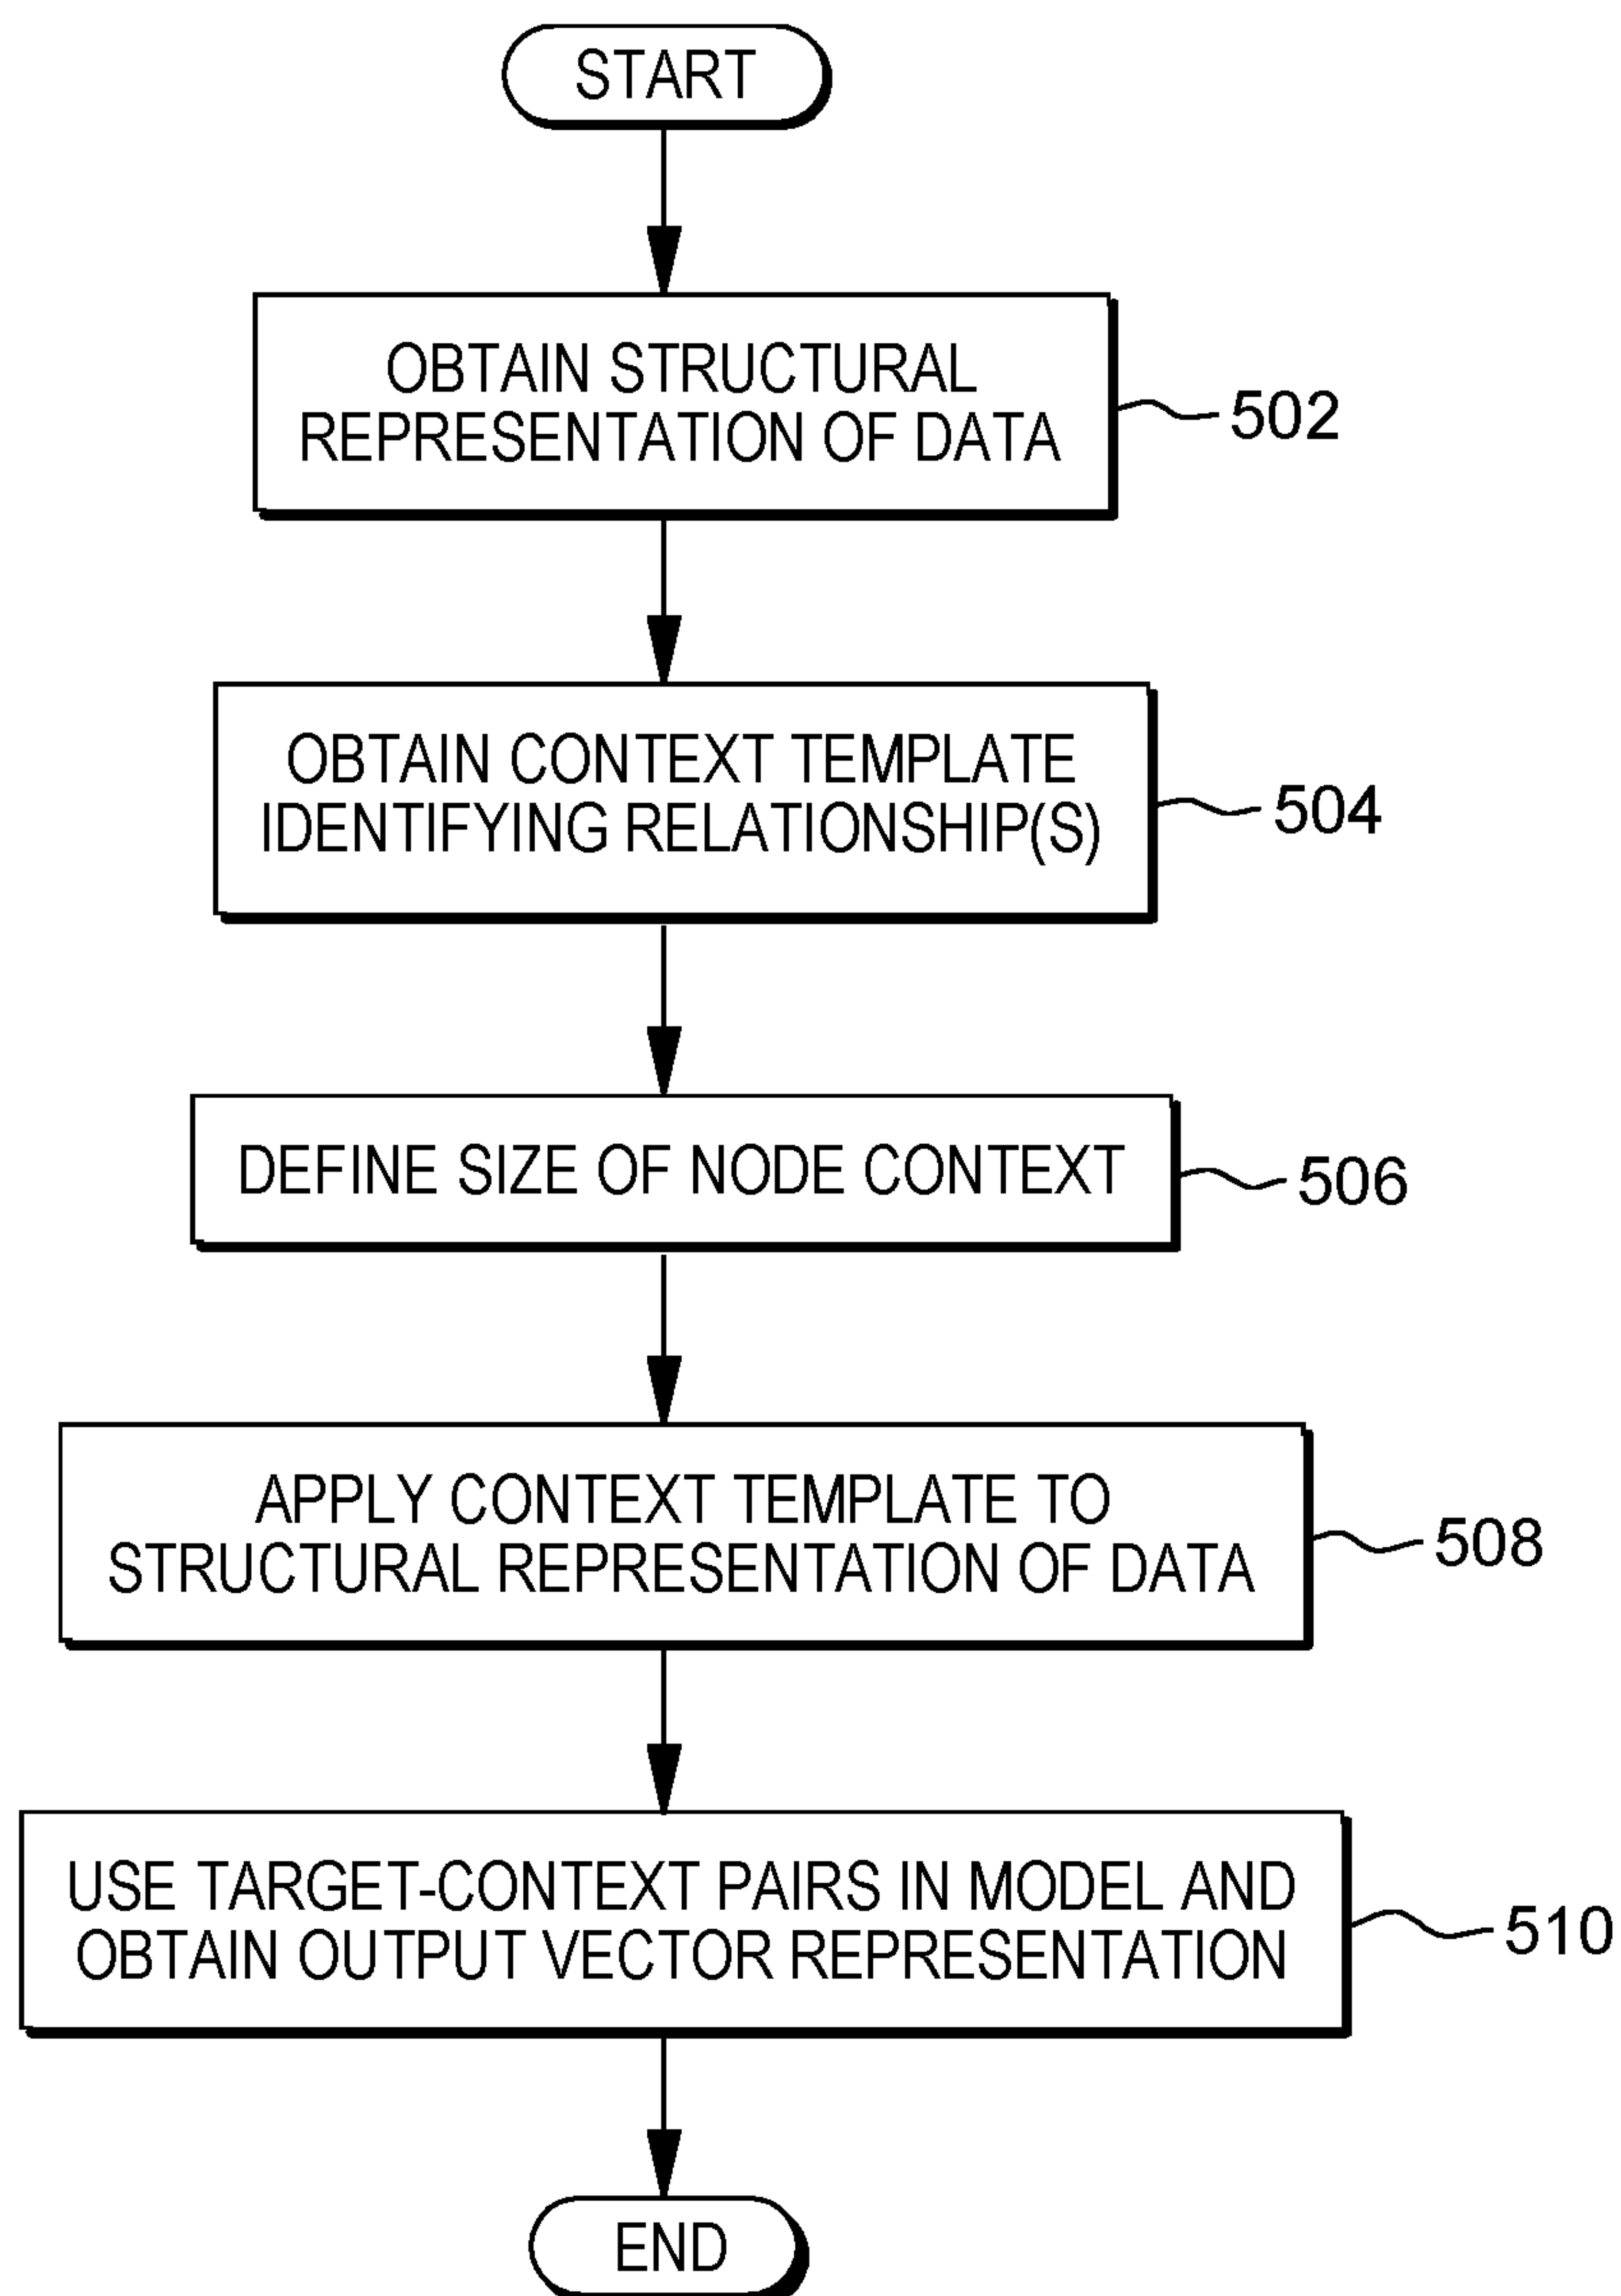 START
OBTAIN STRUCTURAL
REPRESENTATION OF DATA
502
OBTAIN CONTEXT TEMPLATE
IDENTIFYING RELATIONSHIP(S)
504
DEFINE SIZE OF NODE CONTEXT
506
APPLY CONTEXT TEMPLATE TO
STRUCTURAL REPRESENTATION OF DATA
508
USE TARGET-CONTEXT PAIRS IN MODEL AND
OBTAIN OUTPUT VECTOR REPRESENTATION
510
END